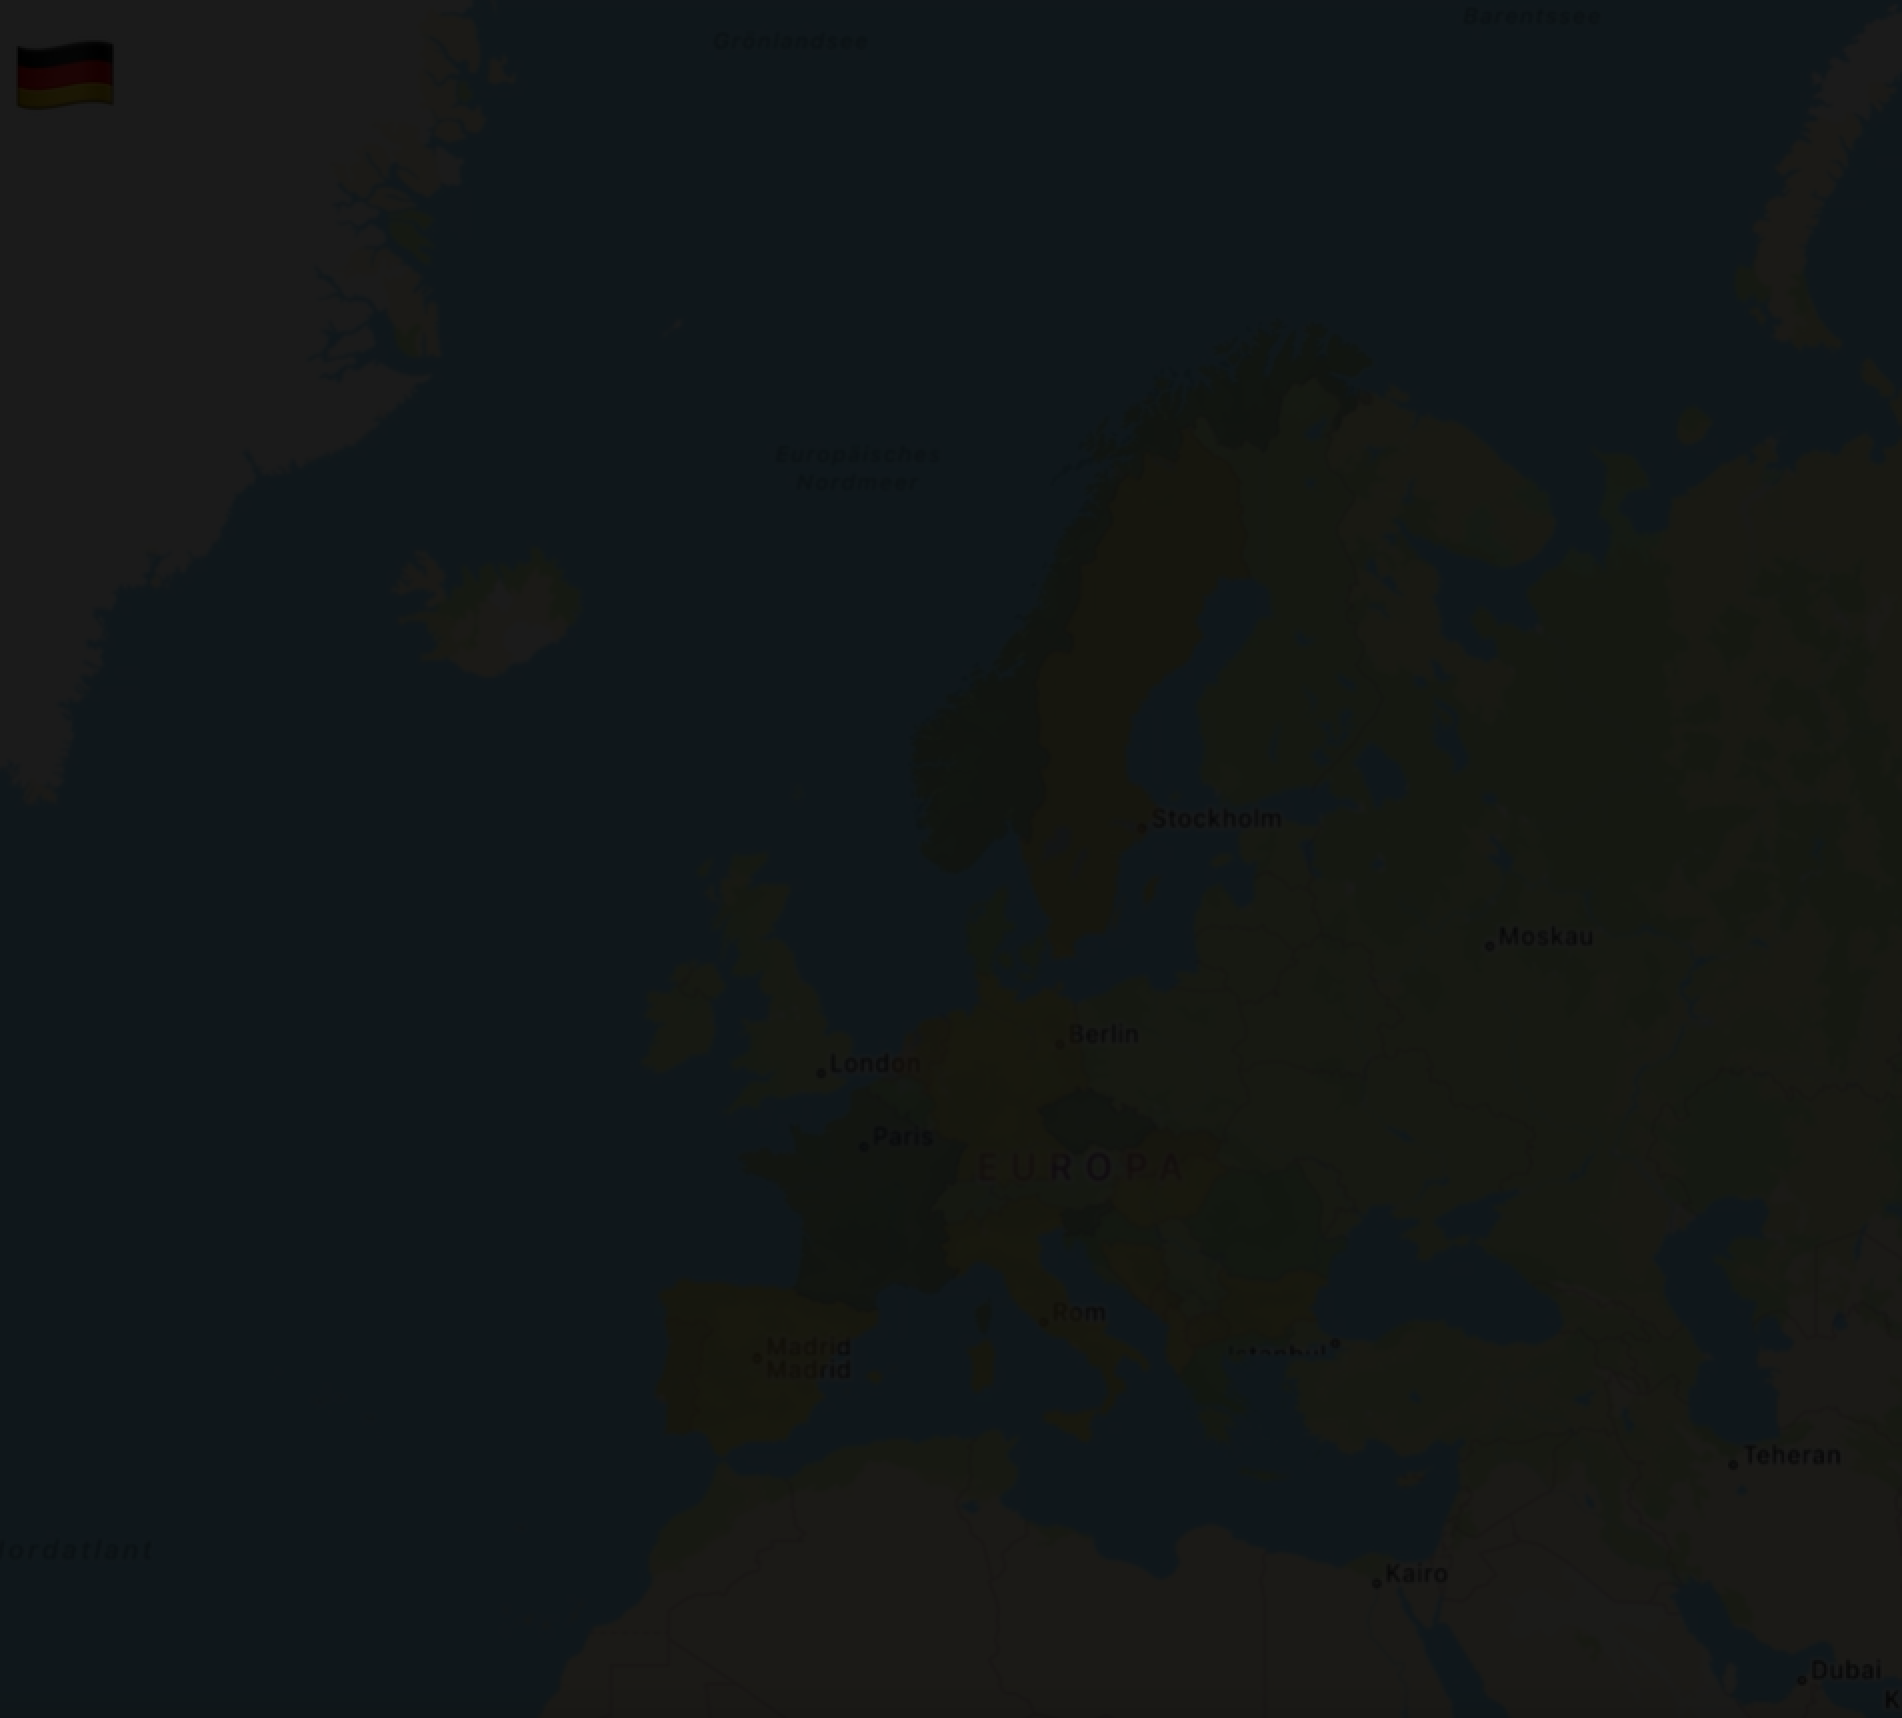 Barentssee
Grönlandsee
Europäisches
Nordmeer
Stockholm
Moskau
Berlin
London
Paris
EUROPA
Rom
Madrid
Madrid
Istanbul
Teheran
Nordatlant
Kairo
Dubai
K